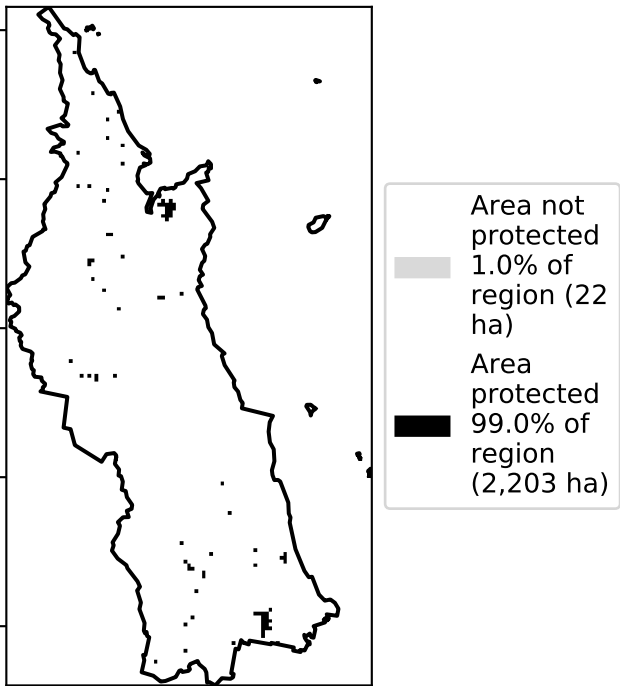 Area not
protected
1.0% of
region (22
ha)
Area
protected
99.0% of
region
(2,203 ha)